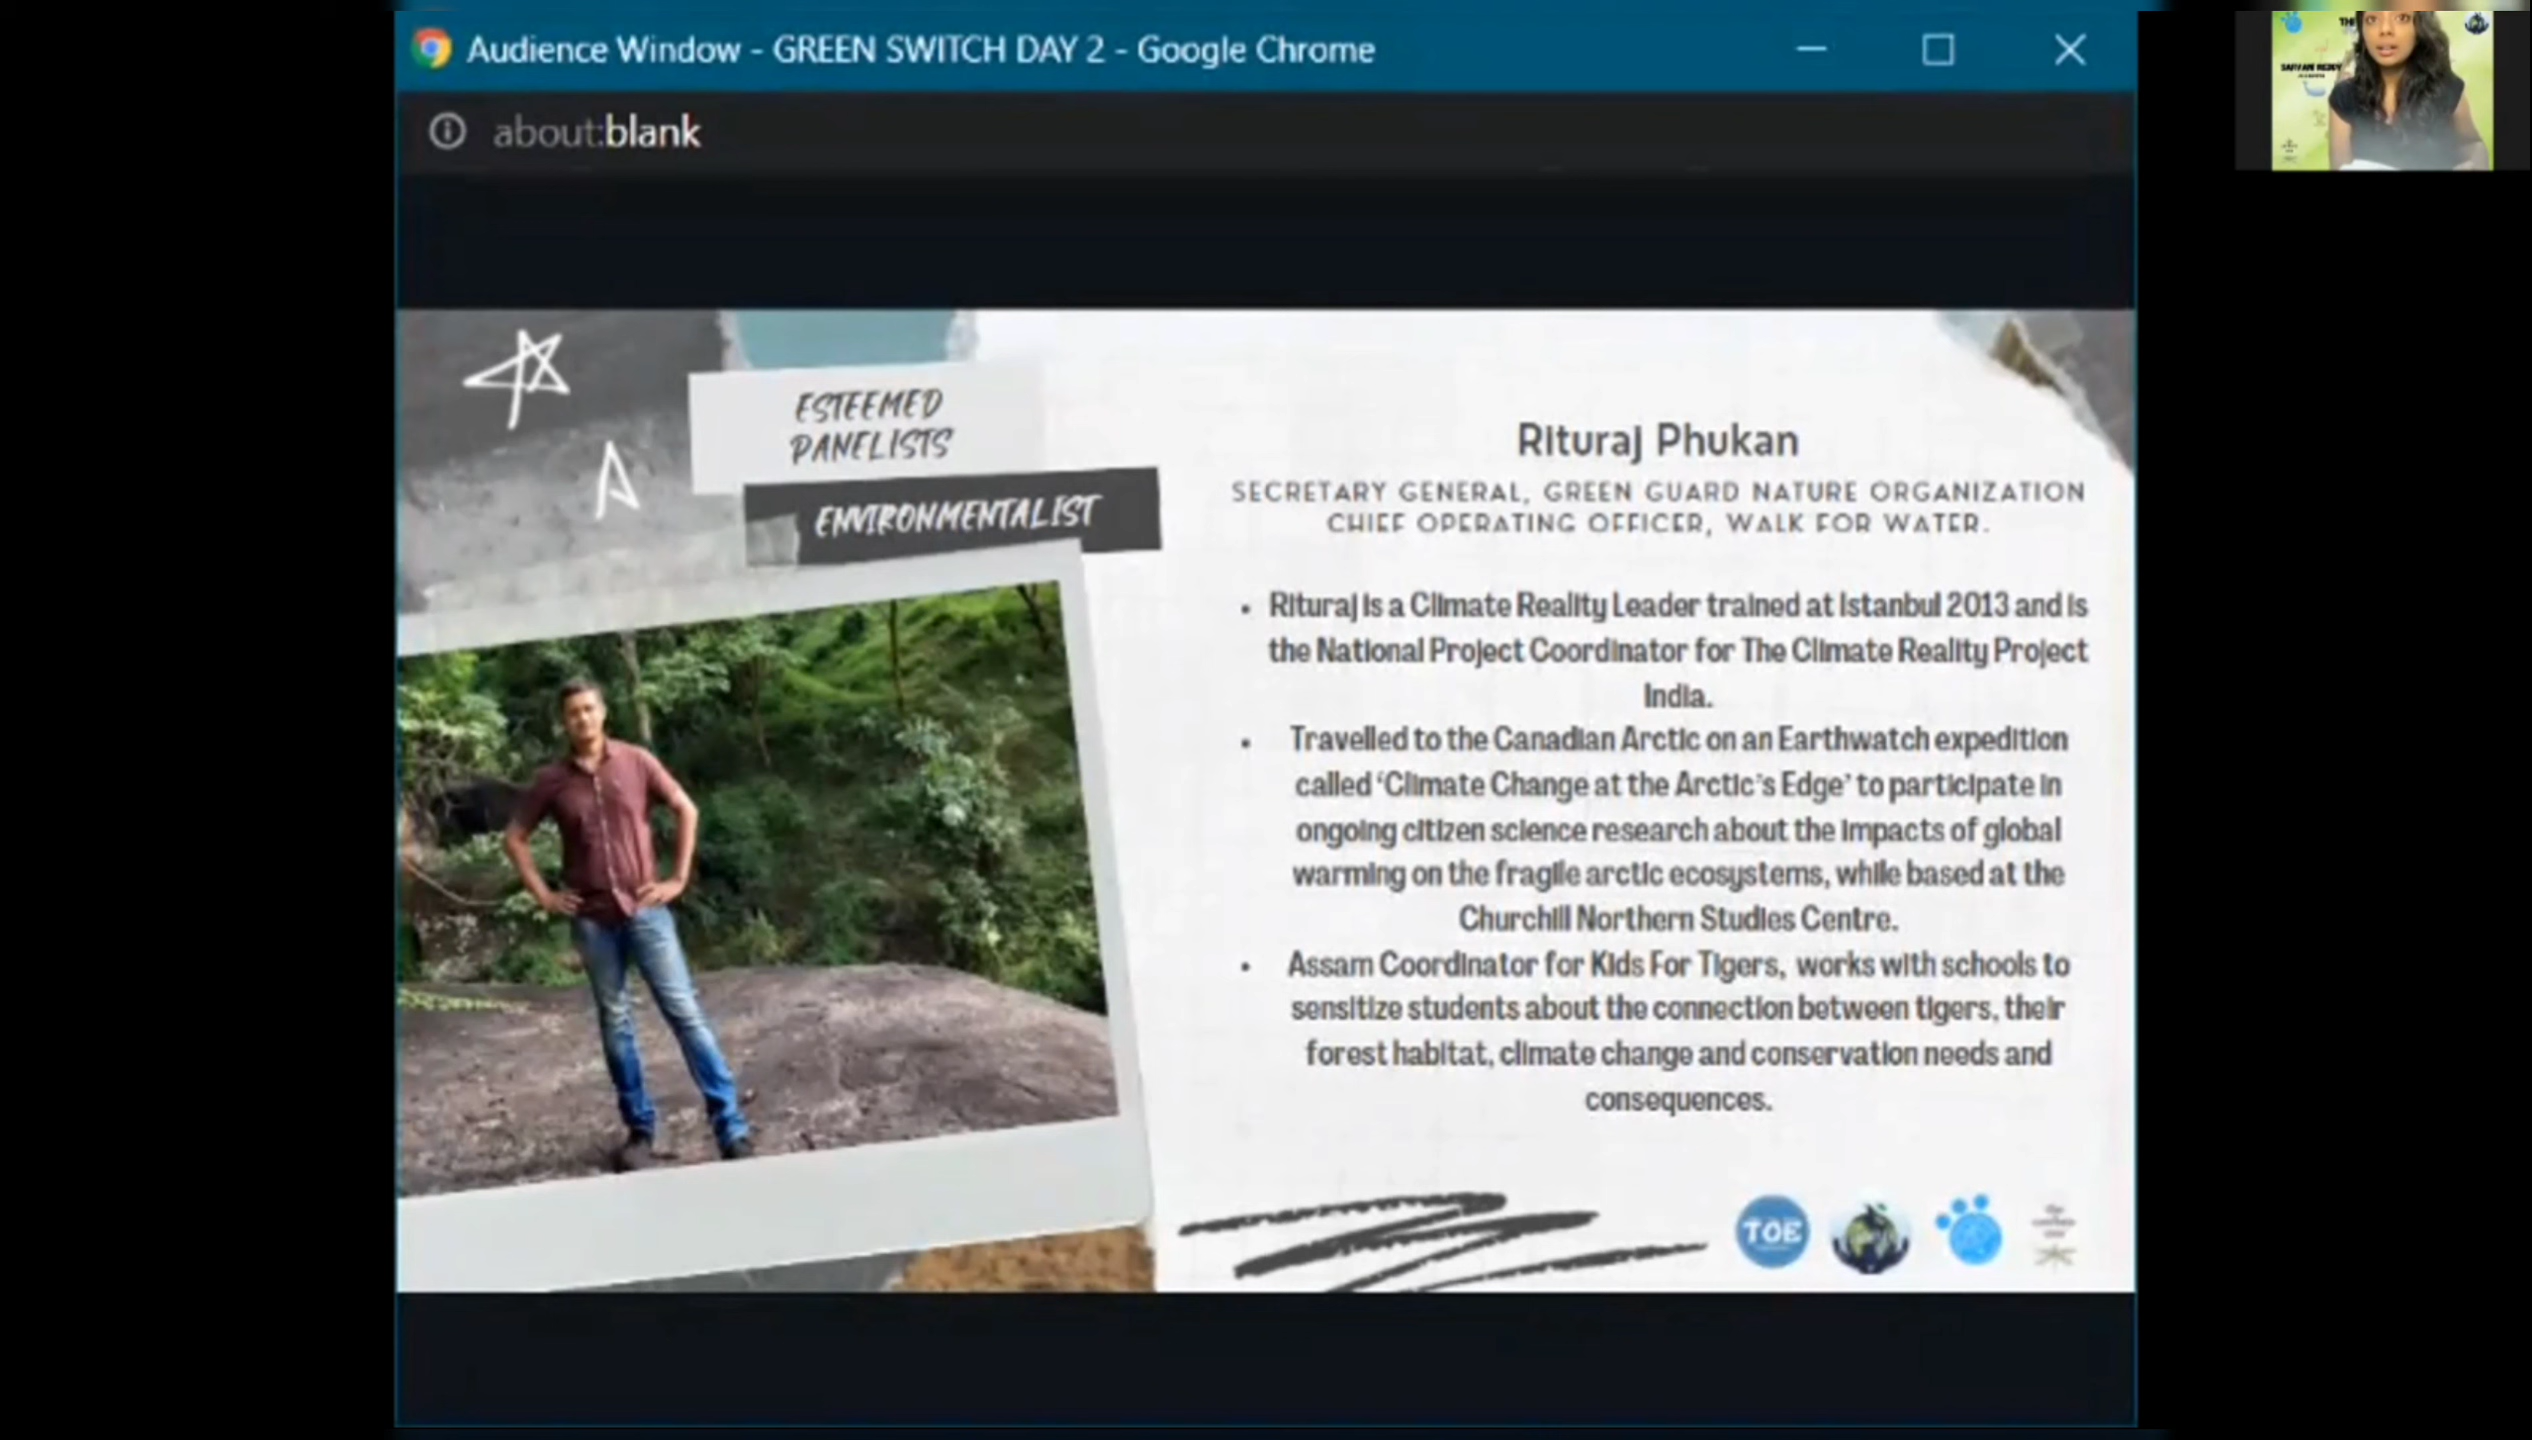 Audience Window - GREEN SWITCH DAY 2 - Google Chrome
about:blank
ESTEEMED
PANELISTS
ENVIRONMENTALIST
Rituraj Phukan
SECRETARY GENERAL, GREEN GUARD NATURE ORGANIZATION
CHIEF OPERATING OFFICER, WALK FOR WATER.
• Rituraj is a Climate Reality Leader trained at Istanbul 2013 and is
the National Project Coordinator for The Climate Reality Project
India.
• Travelled to the Canadian Arctic on an Earthwatch expedition
called ‘Climate Change at the Arctic’s Edge’ to participate in
ongoing citizen science research about the impacts of global
warming on the fragile arctic ecosystems, while based at the
Churchill Northern Studies Centre.
• Assam Coordinator for Kids For Tigers, works with schools to
sensitize students about the connection between tigers, their
forest habitat, climate change and conservation needs and
consequences.
TOE